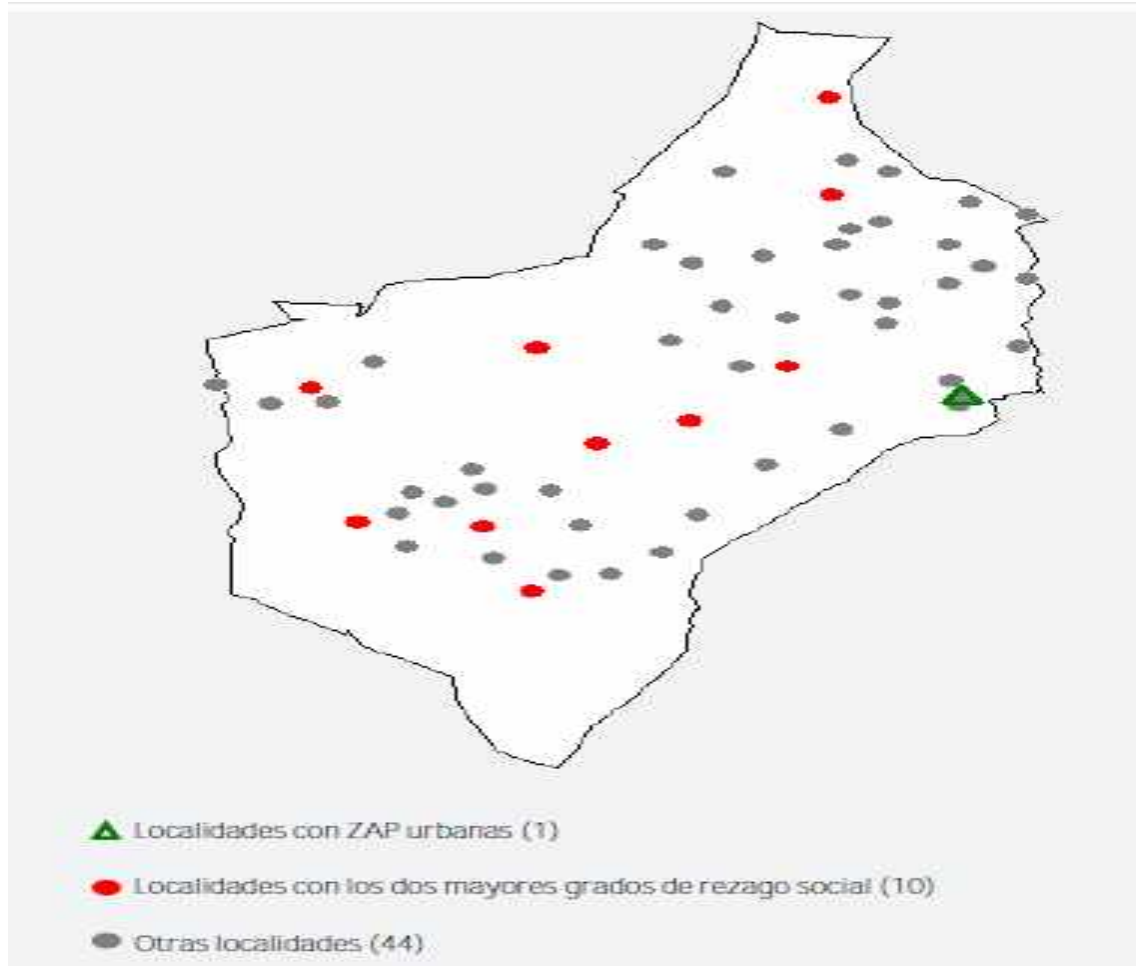 Localidades con ZAP urbanas (1)
Localidades con los dos mayores grados de rezago social (10)
Otras localidades (44)